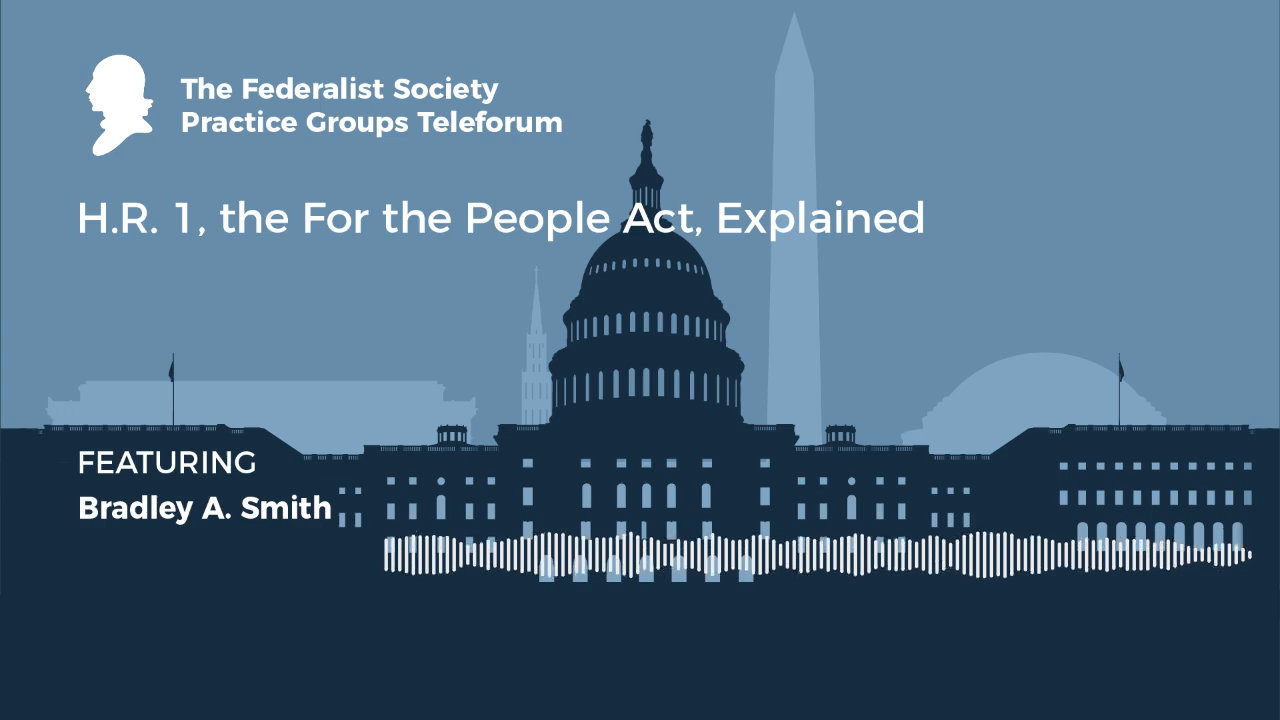 The Federalist Society
Practice Groups Teleforum
H.R. 1, the For the People Act, Explained
FEATURING
Bradley A. Smith